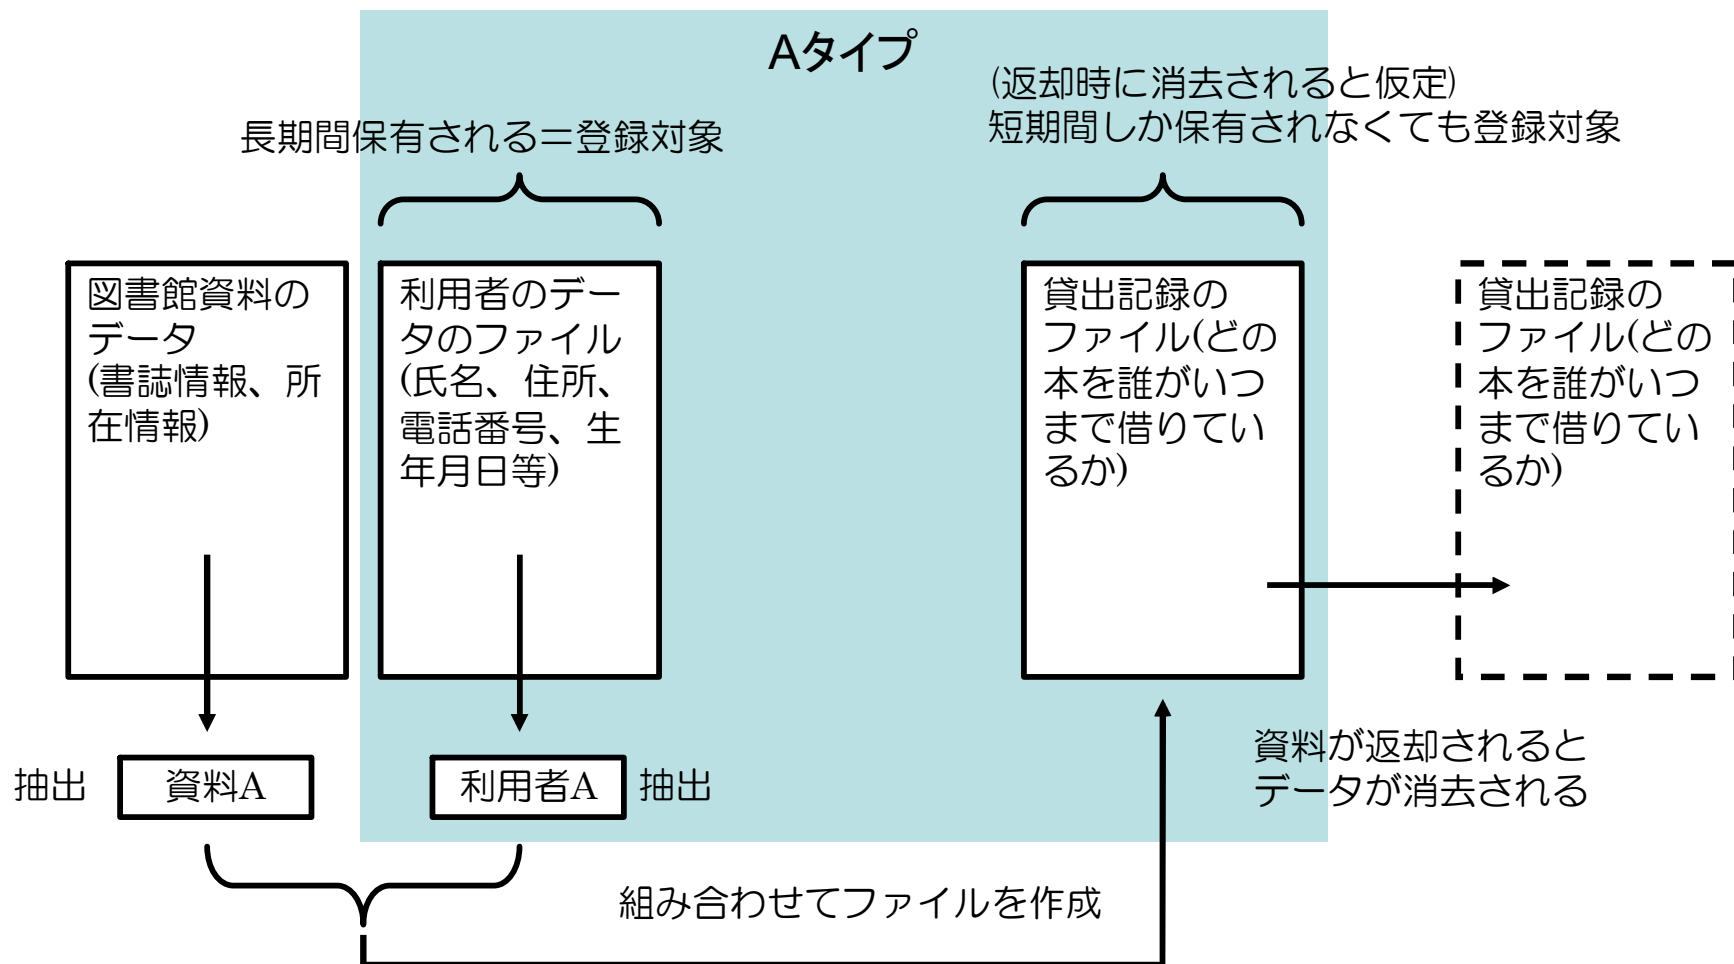 Aタイプ
(返却時に消去されると仮定)
短期間しか保有されなくても登録対象
長期間保有される＝登録対象
図書館資料の
データ
(書誌情報、所
在情報)
利用者のデー
タのファイル
(氏名、住所、
電話番号、生
年月日等)
貸出記録の
ファイル(どの
本を誰がいつ
まで借りてい
るか)
貸出記録の
ファイル(どの
本を誰がいつ
まで借りてい
るか)
抽出
資料A
利用者A
抽出
資料が返却されると
データが消去される
組み合わせてファイルを作成